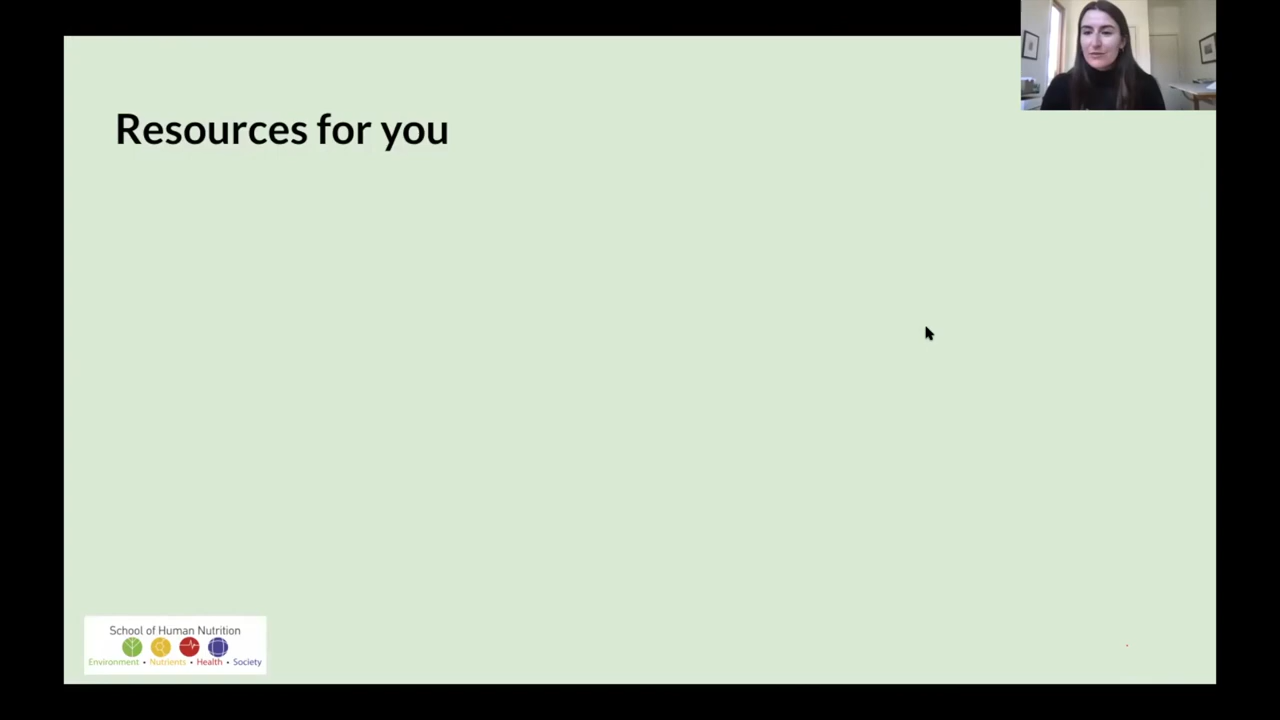 Resources for you
School of Human Nutrition
Environment • Nutrients • Health • Society